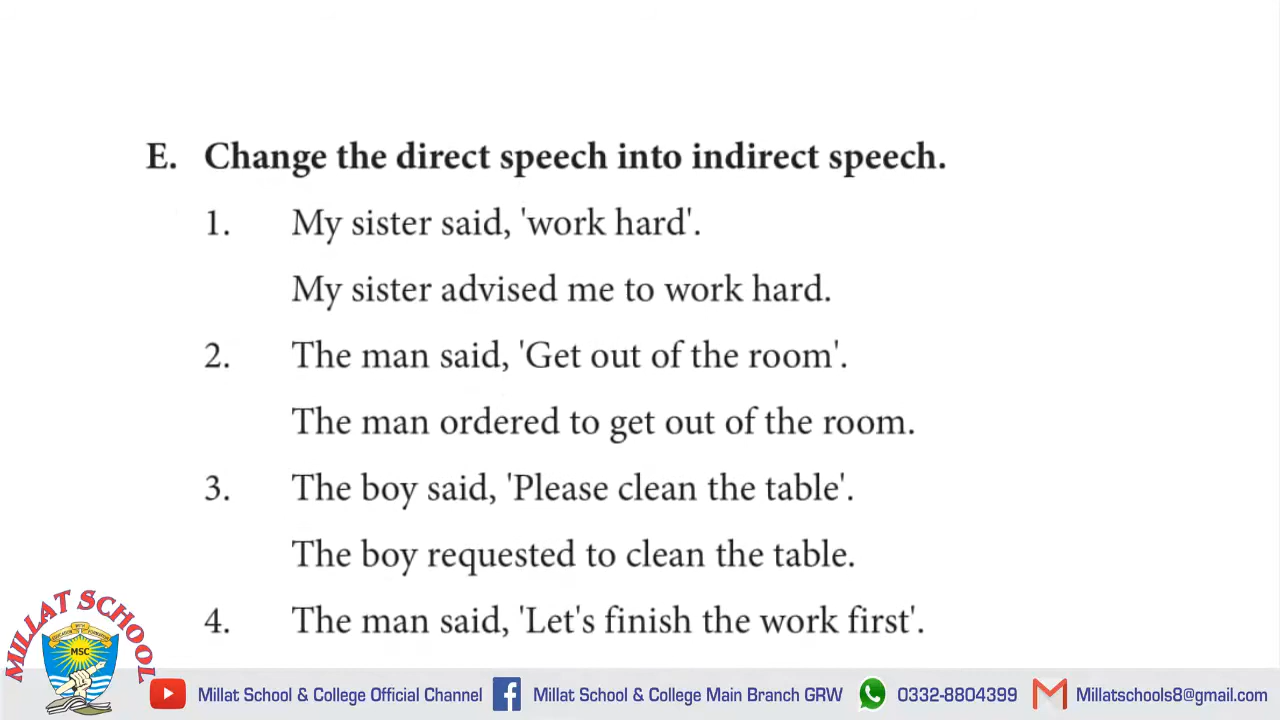 E. Change the direct speech into indirect speech.
1. My sister said, 'work hard'.
My sister advised me to work hard.
2. The man said, 'Get out of the room'.
The man ordered to get out of the room.
3. The boy said, 'Please clean the table'.
The boy requested to clean the table.
4. The man said, 'Let's finish the work first'.
MILLAT SCHOOL
MSC
Millat School & College Official Channel Millat School & College Main Branch GRW 0332-8804399 Millatschools8@gmail.com